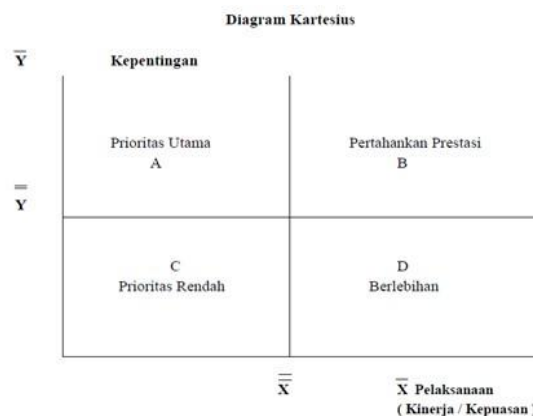 Diagram Kartesius
Y̅ Kepentingan
Prioritas Utama Pertahankan Prestasi
A B
Y̿
C D
Prioritas Rendah Berlebihan
X̿ X̅ Pelaksanaan
( Kinerja / Kepuasan )